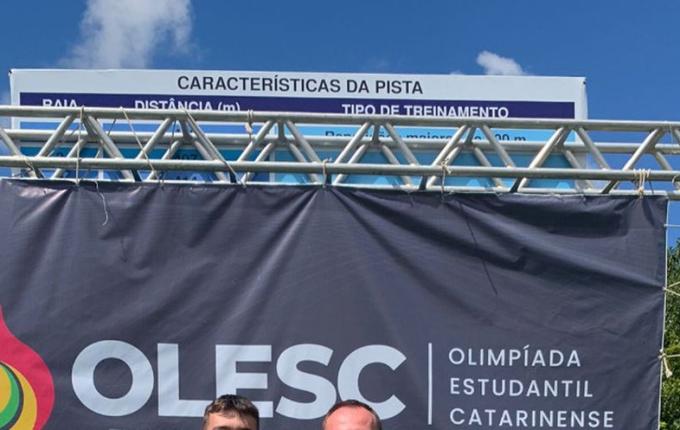 CARACTERÍSTICAS DA PISTA
RAIA DISTÂNCIA (m) TIPO DE TREINAMENTO
OLESC
OLIMPÍADA
ESTUDANTIL
CATARINENSE